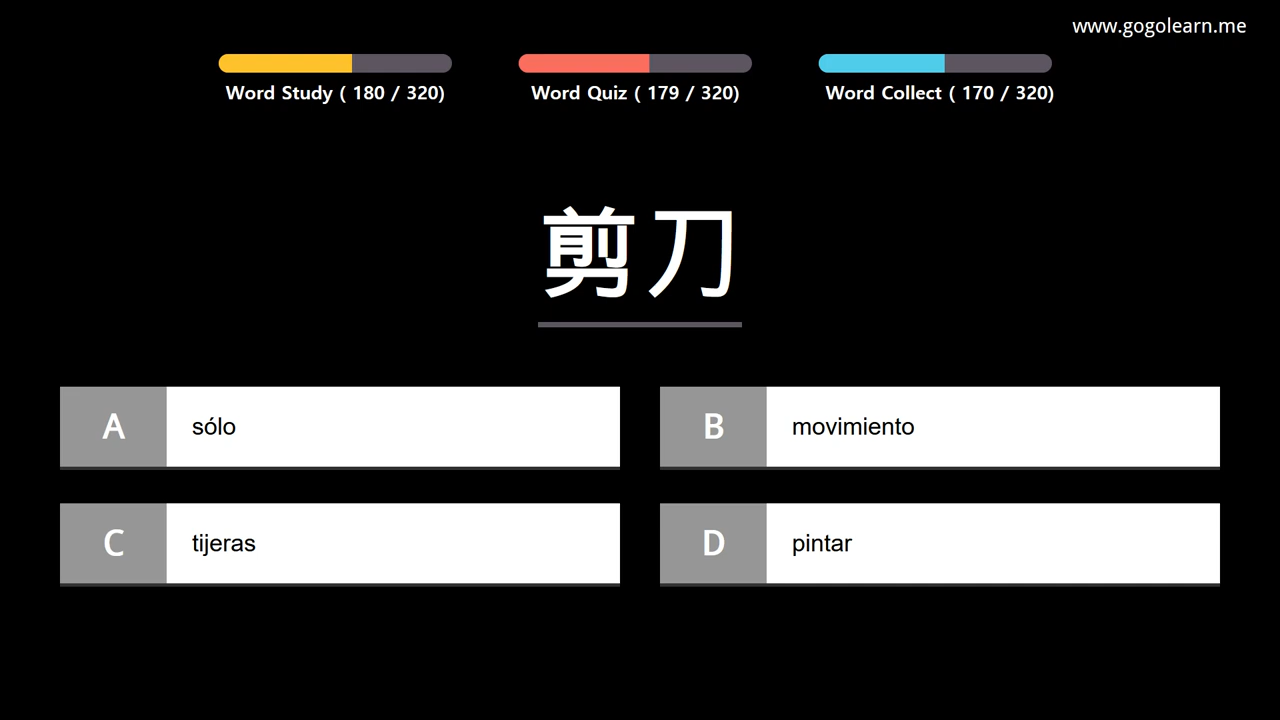 www.gogolearn.me
Word Study ( 180 / 320)
Word Quiz ( 179 / 320)
Word Collect ( 170 / 320)
剪刀
A sólo
B movimiento
C tijeras
D pintar